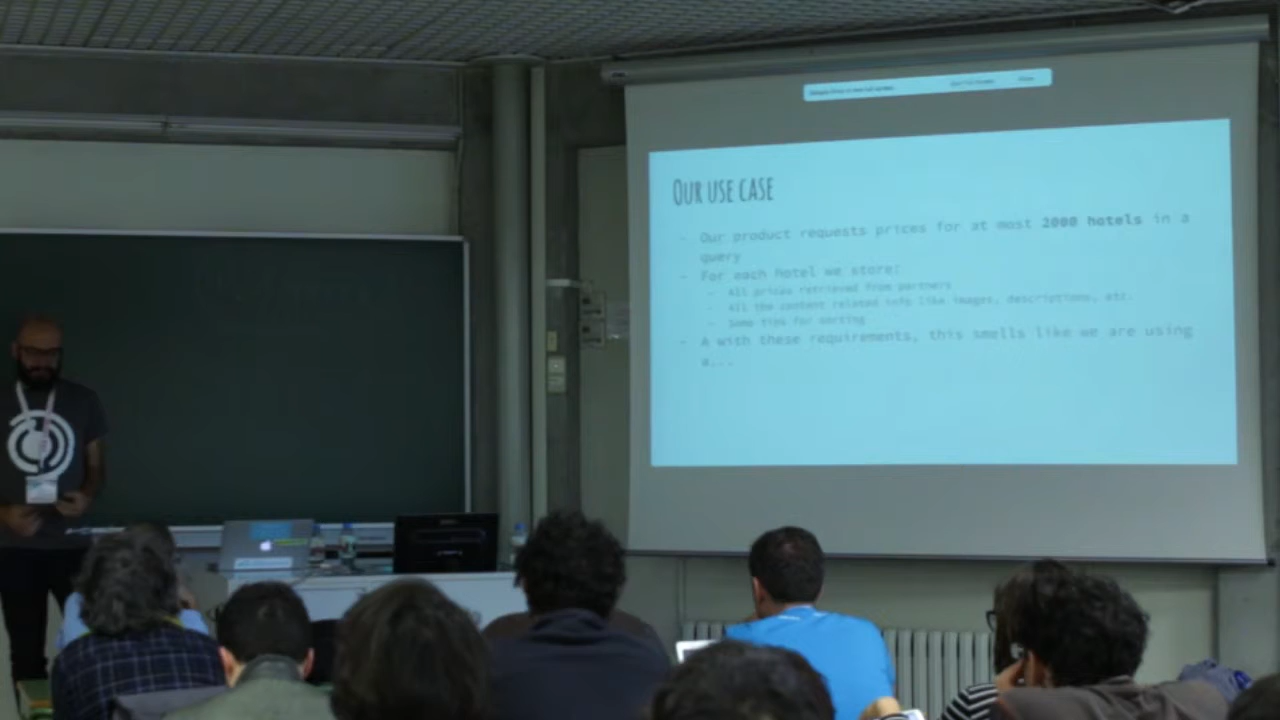 OUR USE CASE
- Our product requests prices for at most 2000 hotels in a
query
- For each hotel we store:
- All prices retrieved from partners
- All the content related info like images, descriptions, etc
- Some tips for sorting
- A with these requirements, this smells like we are using
a...